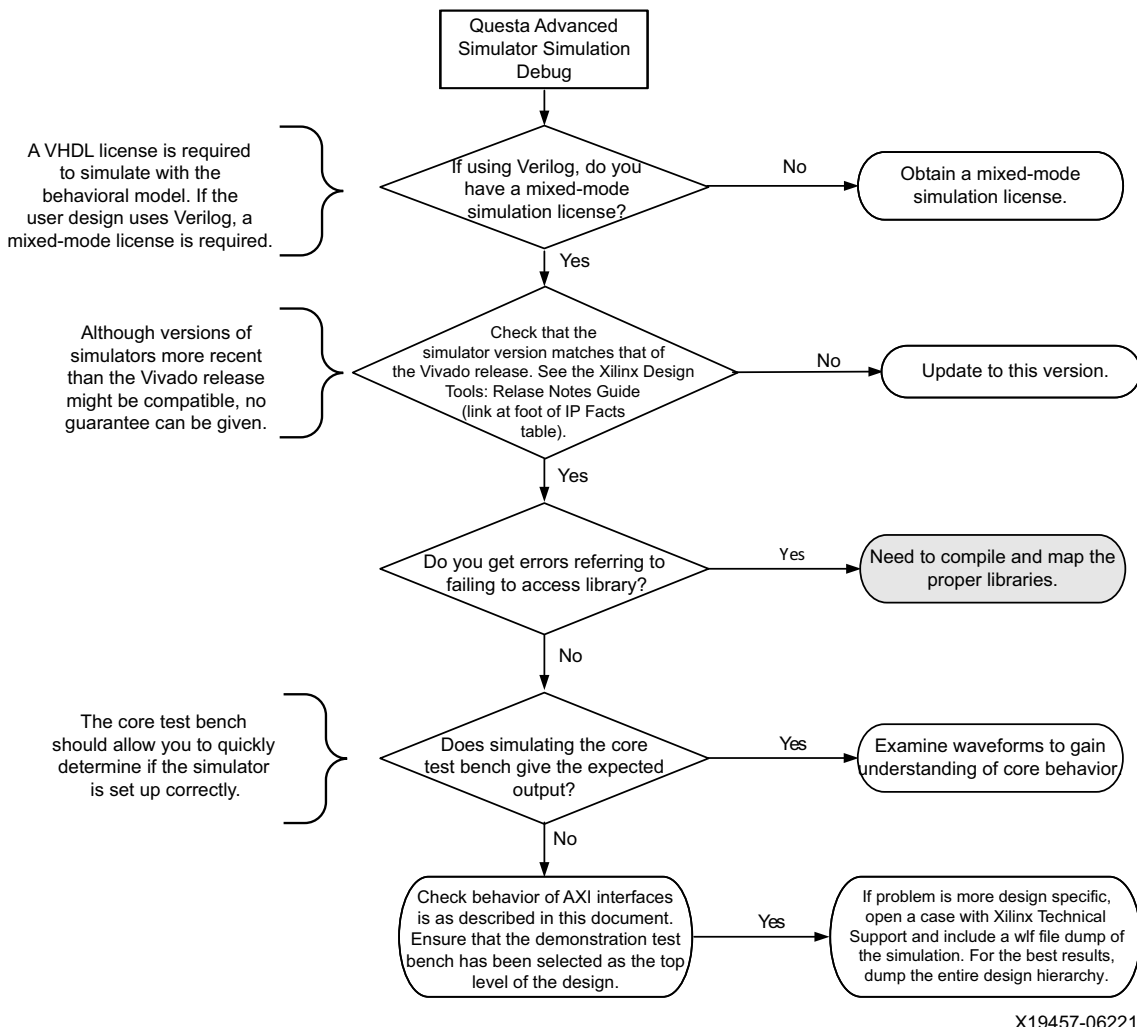 Questa Advanced
Simulator Simulation
Debug
A VHDL license is required
to simulate with the
behavioral model. If the
user design uses Verilog, a
mixed-mode license is required.
If using Verilog, do you
have a mixed-mode
simulation license?
No
Obtain a mixed-mode
simulation license.
Yes
Although versions of
simulators more recent
than the Vivado release
might be compatible, no
guarantee can be given.
Check that the
simulator version matches that of
the Vivado release. See the Xilinx Design
Tools: Relase Notes Guide
(link at foot of IP Facts
table).
No
Update to this version.
Yes
Do you get errors referring to
failing to access library?
Yes
Need to compile and map the
proper libraries.
No
The core test bench
should allow you to quickly
determine if the simulator
is set up correctly.
Does simulating the core
test bench give the expected
output?
Yes
Examine waveforms to gain
understanding of core behavior
No
Check behavior of AXI interfaces
is as described in this document.
Ensure that the demonstration test
bench has been selected as the top
level of the design.
Yes
If problem is more design specific,
open a case with Xilinx Technical
Support and include a wlf file dump of
the simulation. For the best results,
dump the entire design hierarchy.
X19457-06221